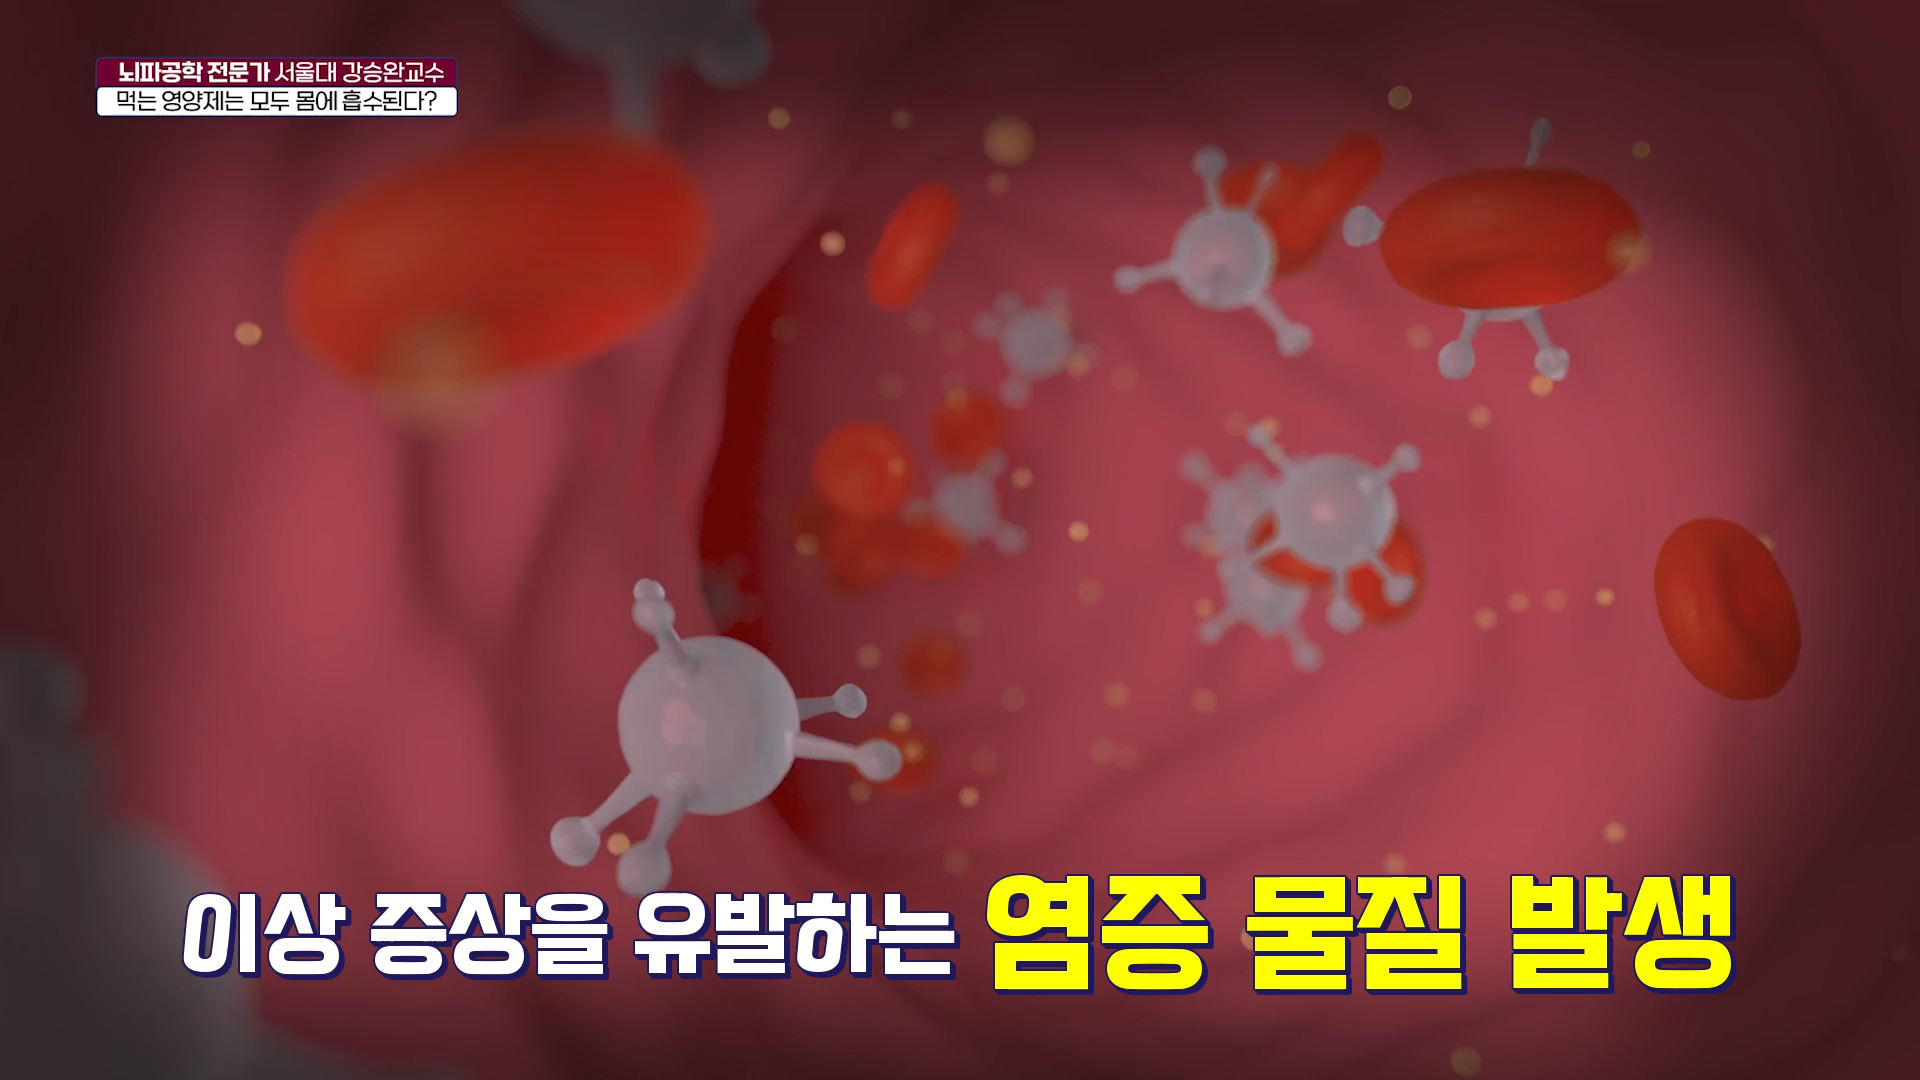 뇌파공학 전문가 서울대 강승완교수
먹는 영양제는 모두 몸에 흡수된다?
이상 증상을 유발하는 염증 물질 발생